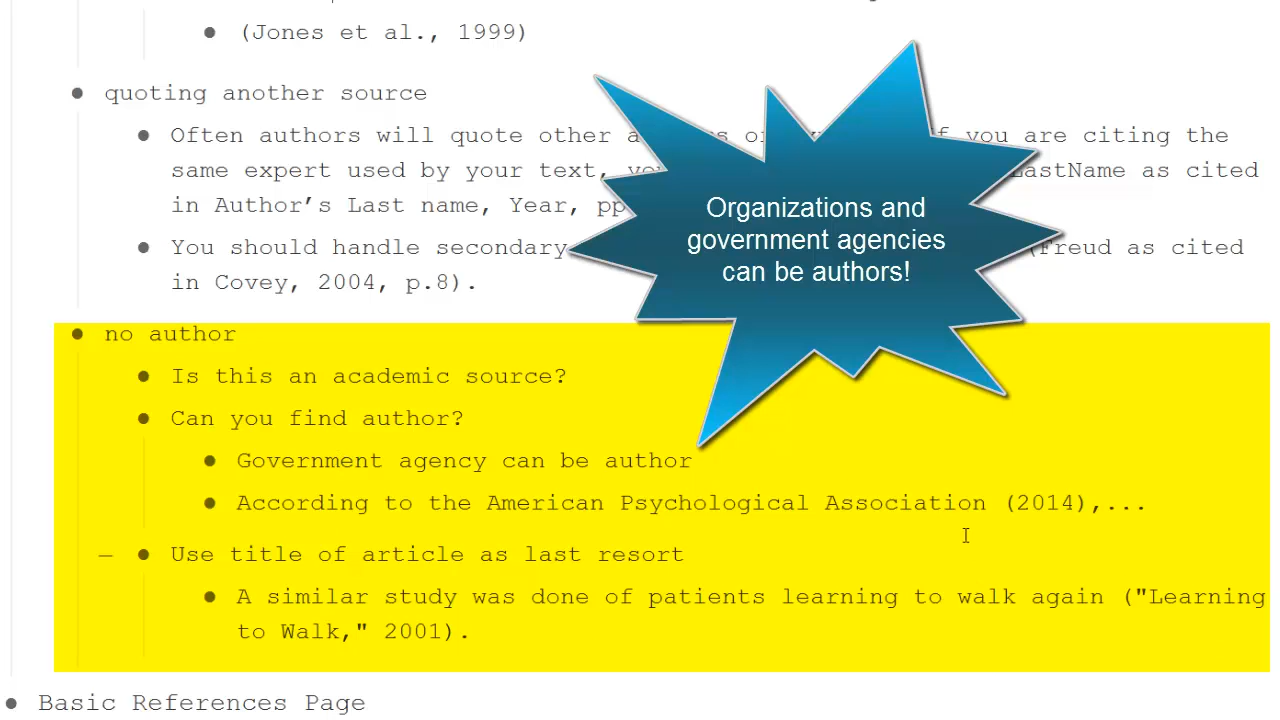 (Jones et al., 1999)
quoting another source
Often authors will quote other you are citing the
same expert used by your text, LastName as cited
in Author’s Last name, Year,
You should handle secondary (Freud as cited
in Covey, 2004, p.8).
Organizations and
government agencies
can be authors!
no author
Is this an academic source?
Can you find author?
Government agency can be author
According to the American Psychological Association (2014),...
Use title of article as last resort
A similar study was done of patients learning to walk again ("Learning
to Walk," 2001).
Basic References Page